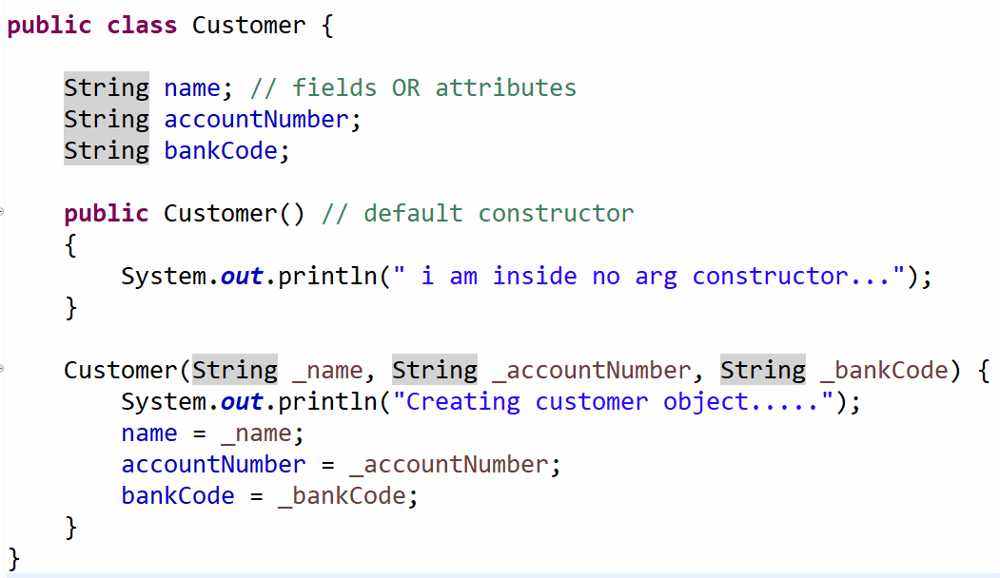 public class Customer {
String name; // fields OR attributes
String accountNumber;
String bankCode;
public Customer() // default constructor
{
System.out.println(" i am inside no arg constructor...");
}
Customer(String _name, String _accountNumber, String _bankCode) {
System.out.println("Creating customer object.....");
name = _name;
accountNumber = _accountNumber;
bankCode = _bankCode;
}
}